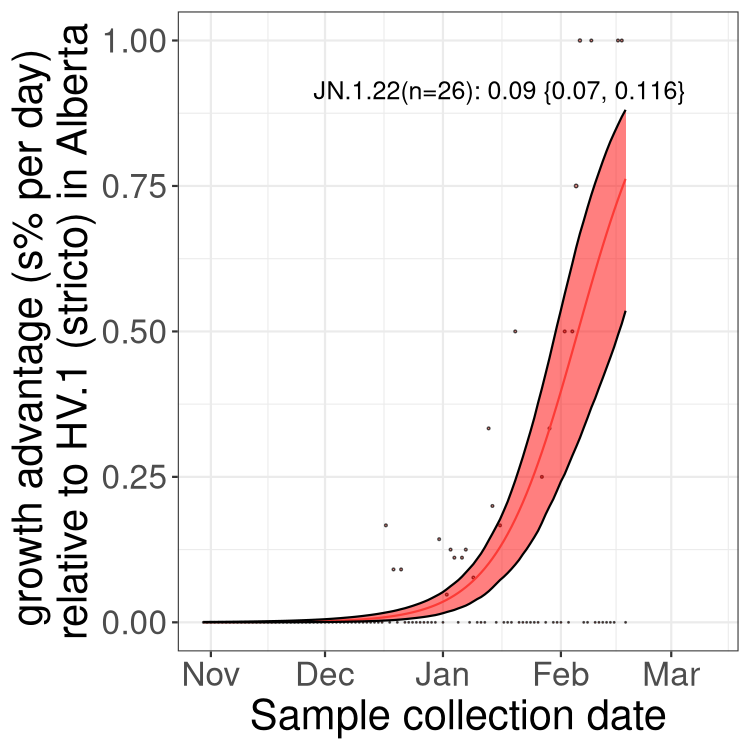 growth advantage (s% per day)
relative to HV.1 (stricto) in Alberta
1.00
0.75
0.50
0.25
0.00
JN.1.22(n=26): 0.09 {0.07, 0.116}
Nov Dec Jan Feb Mar
Sample collection date